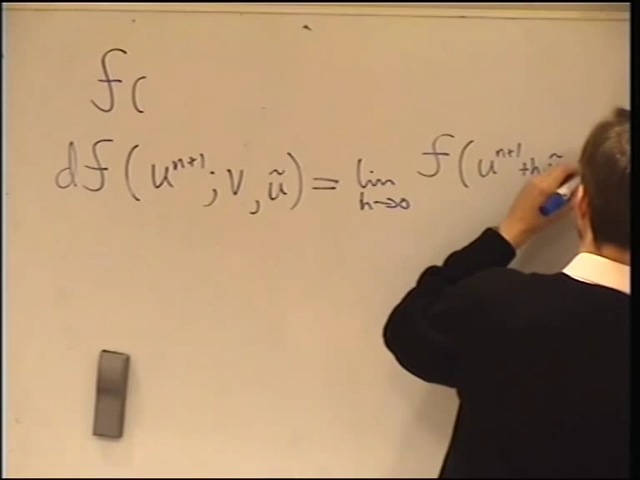 f(
df(u^{n+1}; v, ũ) = lim_{h→0} f(u^{n+1} + h ũ